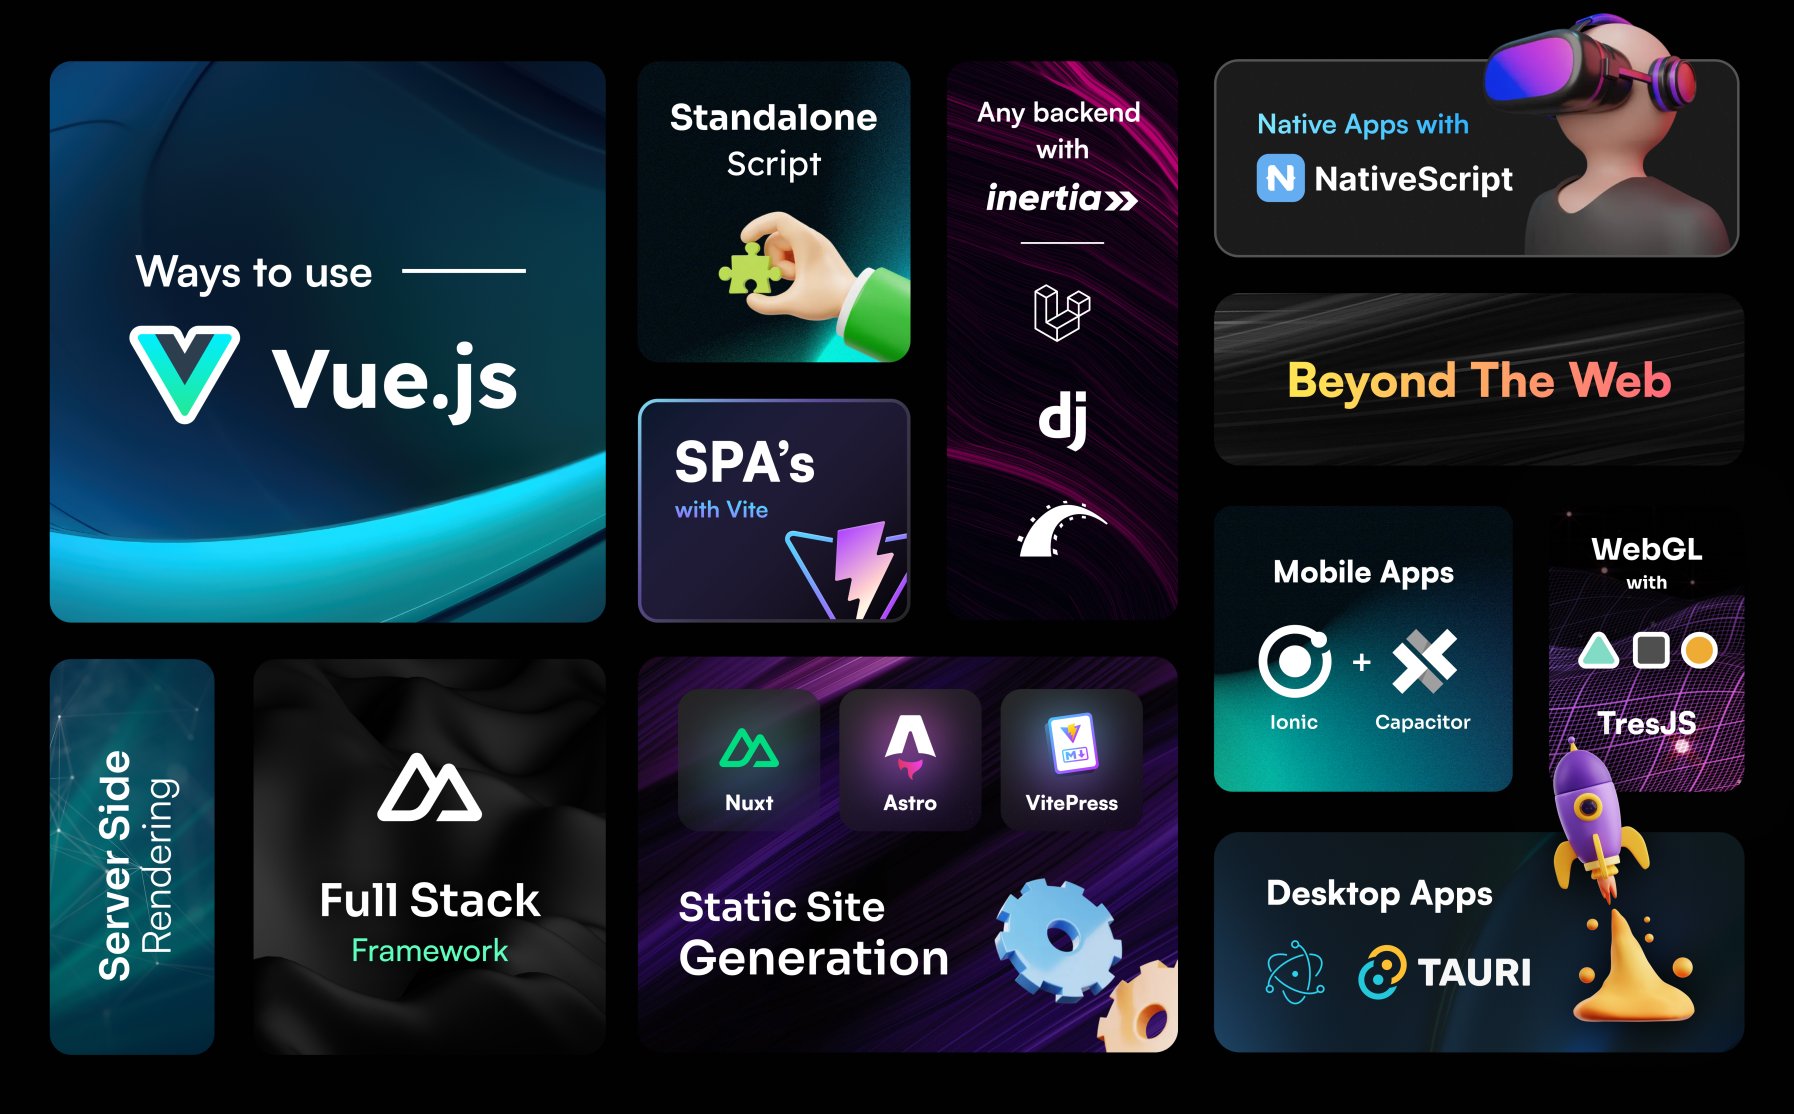 Ways to use
Vue.js
Standalone
Script
SPA's
with Vite
Any backend
with
inertia
dj
Native Apps with
N NativeScript
Beyond The Web
Mobile Apps
+
Ionic
Capacitor
WebGL
with
TresJS
Server Side
Rendering
Full Stack
Framework
Nuxt
Astro
M
VitePress
Static Site
Generation
Desktop Apps
TAURI